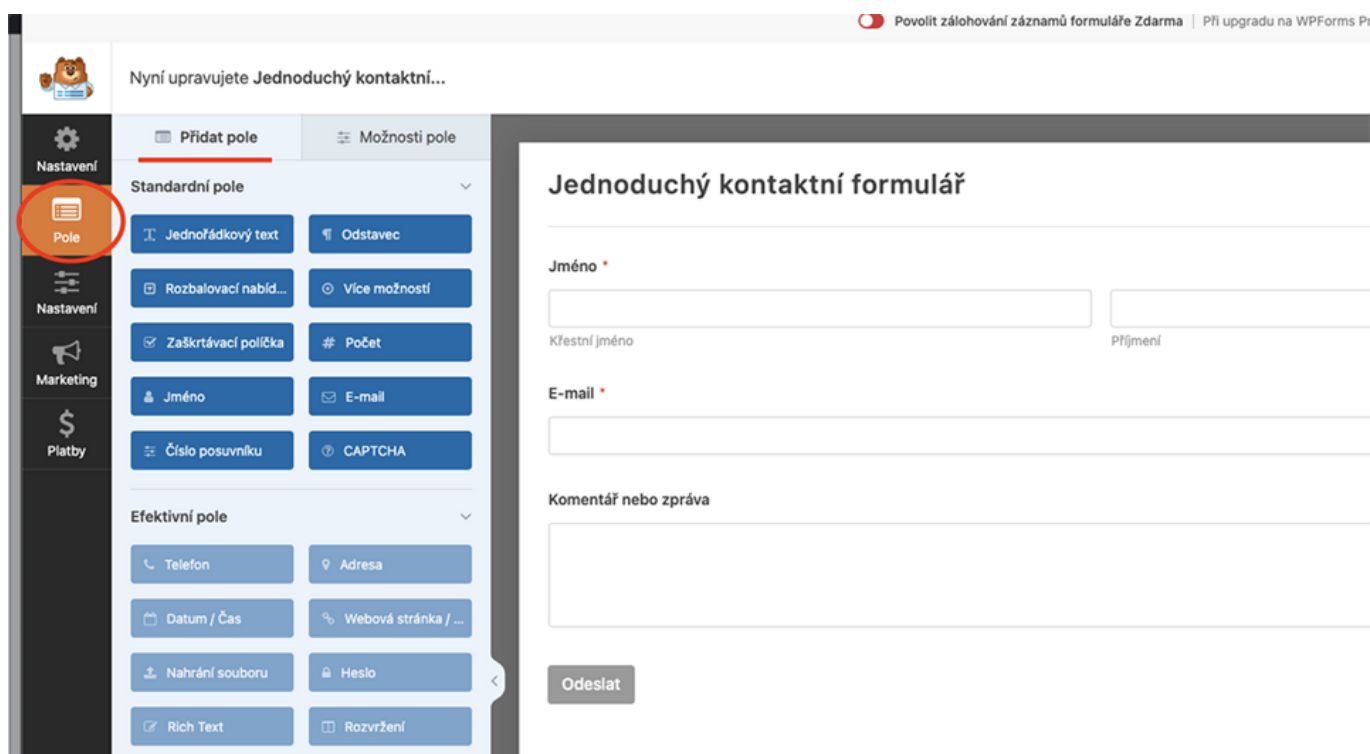 Povolit zálohování záznamů formuláře Zdarma | Při upgradu na WPForms Pr
Nyní upravujete Jednoduchý kontaktní...
Nastavení
Pole
Nastavení
Marketing
Platby
Přidat pole
Možnosti pole
Standardní pole
Jednořádkový text
Odstavec
Rozbalovací nabíd...
Více možností
Zaškrtávací políčka
Počet
Jméno
E-mail
Číslo posuvníku
CAPTCHA
Efektivní pole
Telefon
Adresa
Datum / Čas
Webová stránka / ...
Nahrání souboru
Heslo
Rich Text
Rozvržení
Jednoduchý kontaktní formulář
Jméno *
Křestní jméno
Příjmení
E-mail *
Komentář nebo zpráva
Odeslat